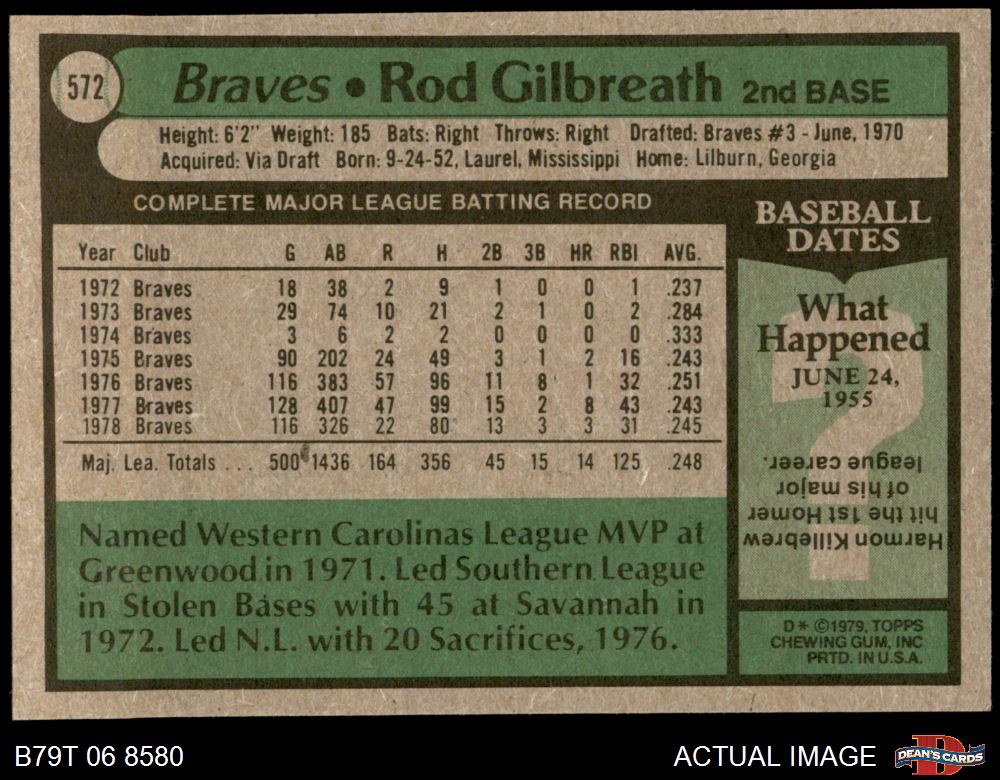 572
Braves • Rod Gilbreath 2nd BASE
Height: 6'2" Weight: 185 Bats: Right Throws: Right Drafted: Braves #3 - June, 1970
Acquired: Via Draft Born: 9-24-52, Laurel, Mississippi Home: Lilburn, Georgia
COMPLETE MAJOR LEAGUE BATTING RECORD
Year Club G AB R H 2B 3B HR RBI AVG.
1972 Braves 18 38 2 9 1 0 0 1 .237
1973 Braves 29 74 10 21 2 1 0 2 .284
1974 Braves 3 6 2 2 0 0 0 0 .333
1975 Braves 90 202 24 49 3 1 2 16 .243
1976 Braves 116 383 57 96 11 8 1 32 .251
1977 Braves 128 407 47 99 15 2 8 43 .243
1978 Braves 116 326 22 80 13 3 3 31 .245
Maj. Lea. Totals ... 500 1436 164 356 45 15 14 125 .248
Named Western Carolinas League MVP at
Greenwood in 1971. Led Southern League
in Stolen Bases with 45 at Savannah in
1972. Led N.L. with 20 Sacrifices, 1976.
BASEBALL
DATES
What
Happened
JUNE 24,
1955
Harmon Killebrew
hit the 1st Homer
of his major
league career.
D* ©1979, TOPPS
CHEWING GUM, INC
PRTD. IN U.S.A.
B79T 06 8580
ACTUAL IMAGE
D
DEAN'S CARDS